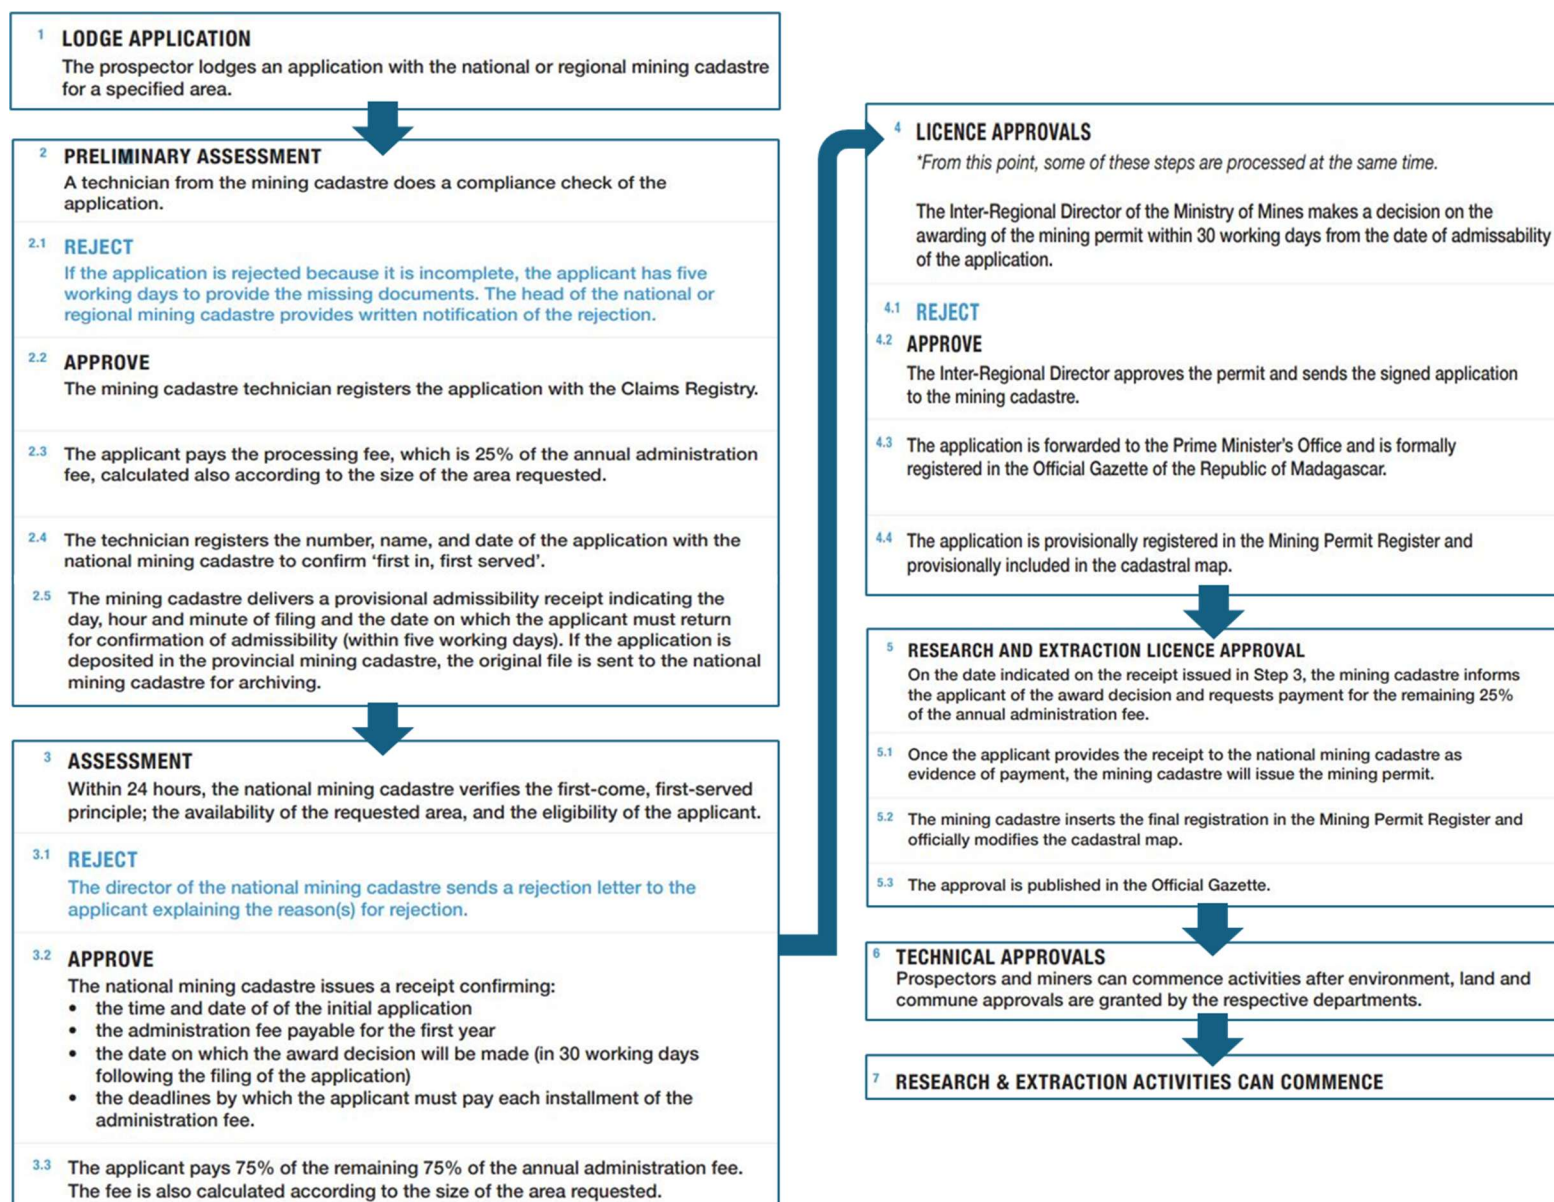 1 LODGE APPLICATION
The prospector lodges an application with the national or regional mining cadastre
for a specified area.
2 PRELIMINARY ASSESSMENT
A technician from the mining cadastre does a compliance check of the
application.
2.1 REJECT
If the application is rejected because it is incomplete, the applicant has five
working days to provide the missing documents. The head of the national or
regional mining cadastre provides written notification of the rejection.
2.2 APPROVE
The mining cadastre technician registers the application with the Claims Registry.
2.3 The applicant pays the processing fee, which is 25% of the annual administration
fee, calculated also according to the size of the area requested.
2.4 The technician registers the number, name, and date of the application with the
national mining cadastre to confirm ‘first in, first served’.
2.5 The mining cadastre delivers a provisional admissibility receipt indicating the
day, hour and minute of filing and the date on which the applicant must return
for confirmation of admissibility (within five working days). If the application is
deposited in the provincial mining cadastre, the original file is sent to the national
mining cadastre for archiving.
3 ASSESSMENT
Within 24 hours, the national mining cadastre verifies the first-come, first-served
principle; the availability of the requested area, and the eligibility of the applicant.
3.1 REJECT
The director of the national mining cadastre sends a rejection letter to the
applicant explaining the reason(s) for rejection.
3.2 APPROVE
The national mining cadastre issues a receipt confirming:
• the time and date of of the initial application
• the administration fee payable for the first year
• the date on which the award decision will be made (in 30 working days
following the filing of the application)
• the deadlines by which the applicant must pay each installment of the
administration fee.
3.3 The applicant pays 75% of the remaining 75% of the annual administration fee.
The fee is also calculated according to the size of the area requested.
4 LICENCE APPROVALS
*From this point, some of these steps are processed at the same time.
The Inter-Regional Director of the Ministry of Mines makes a decision on the
awarding of the mining permit within 30 working days from the date of admissability
of the application.
4.1 REJECT
4.2 APPROVE
The Inter-Regional Director approves the permit and sends the signed application
to the mining cadastre.
4.3 The application is forwarded to the Prime Minister’s Office and is formally
registered in the Official Gazette of the Republic of Madagascar.
4.4 The application is provisionally registered in the Mining Permit Register and
provisionally included in the cadastral map.
5 RESEARCH AND EXTRACTION LICENCE APPROVAL
On the date indicated on the receipt issued in Step 3, the mining cadastre informs
the applicant of the award decision and requests payment for the remaining 25%
of the annual administration fee.
5.1 Once the applicant provides the receipt to the national mining cadastre as
evidence of payment, the mining cadastre will issue the mining permit.
5.2 The mining cadastre inserts the final registration in the Mining Permit Register and
officially modifies the cadastral map.
5.3 The approval is published in the Official Gazette.
6 TECHNICAL APPROVALS
Prospectors and miners can commence activities after environment, land and
commune approvals are granted by the respective departments.
7 RESEARCH & EXTRACTION ACTIVITIES CAN COMMENCE